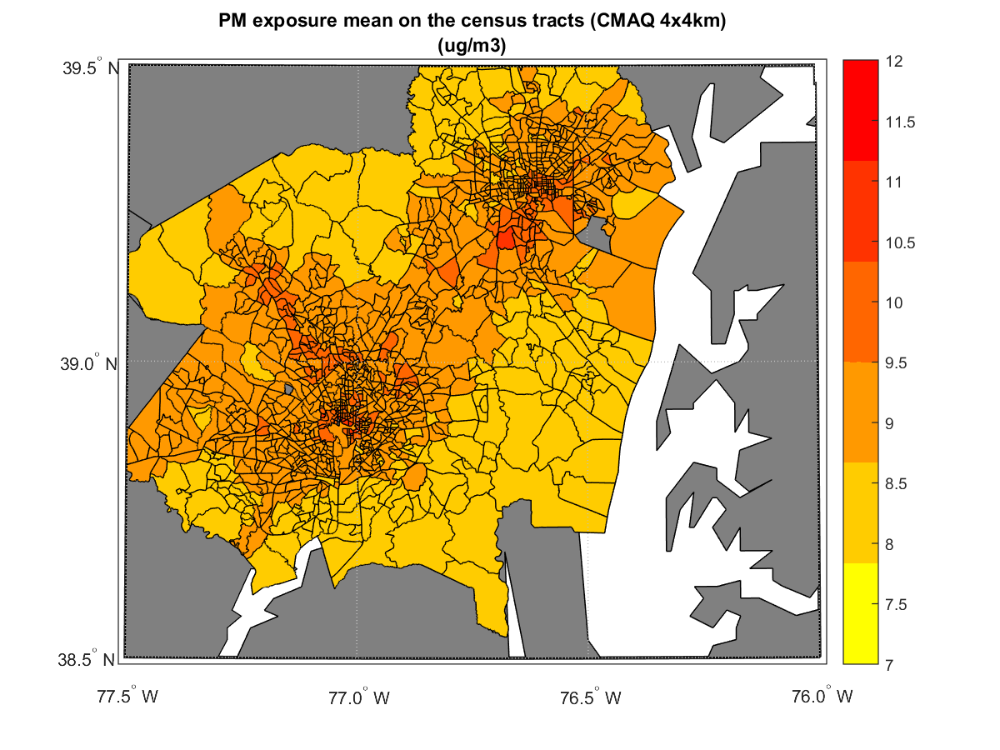 PM exposure mean on the census tracts (CMAQ 4x4km)
(ug/m3)
39.5° N
39.0° N
38.5° N
77.5° W
77.0° W
76.5° W
76.0° W
12
11.5
11
10.5
10
9.5
9
8.5
8
7.5
7